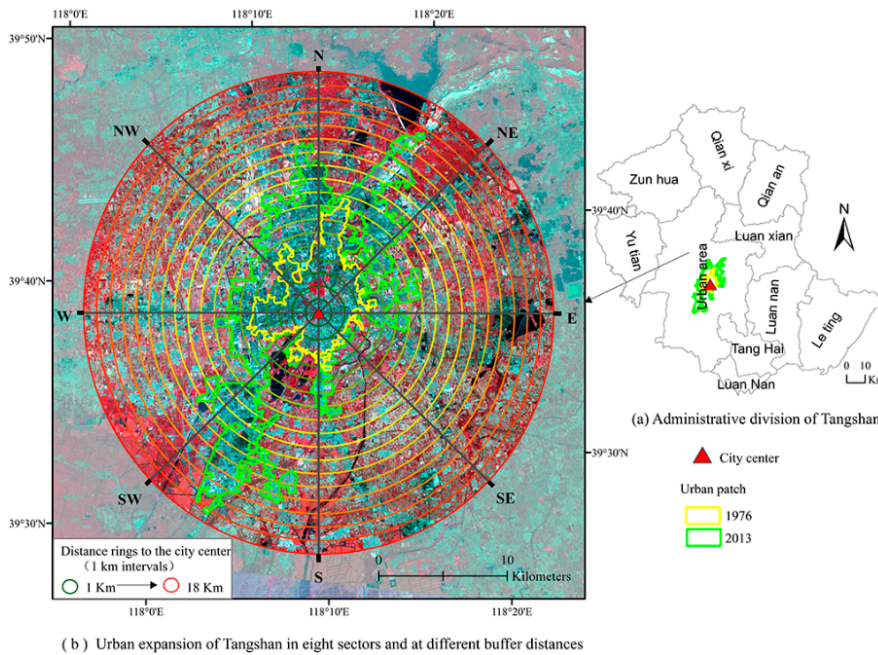 118°0'
118°10'
118°20'
39°50'
39°40'
39°30'
N
NW
NE
W
E
SW
SE
S
Distance rings to the city center
(1 km intervals)
1 Km
18 Km
0
10
Kilometers
118°0'
118°10'
118°20'
39°40'
39°30'
( b ) Urban expansion of Tangshan in eight sectors and at different buffer distances
Qian xi
Zun hua
Qian an
Yu tian
Luan xian
N
Urban area
Luan nan
Le ting
Tang Hai
Luan Nan
0 10
K
(a) Administrative division of Tangshan
City center
Urban patch
1976
2013